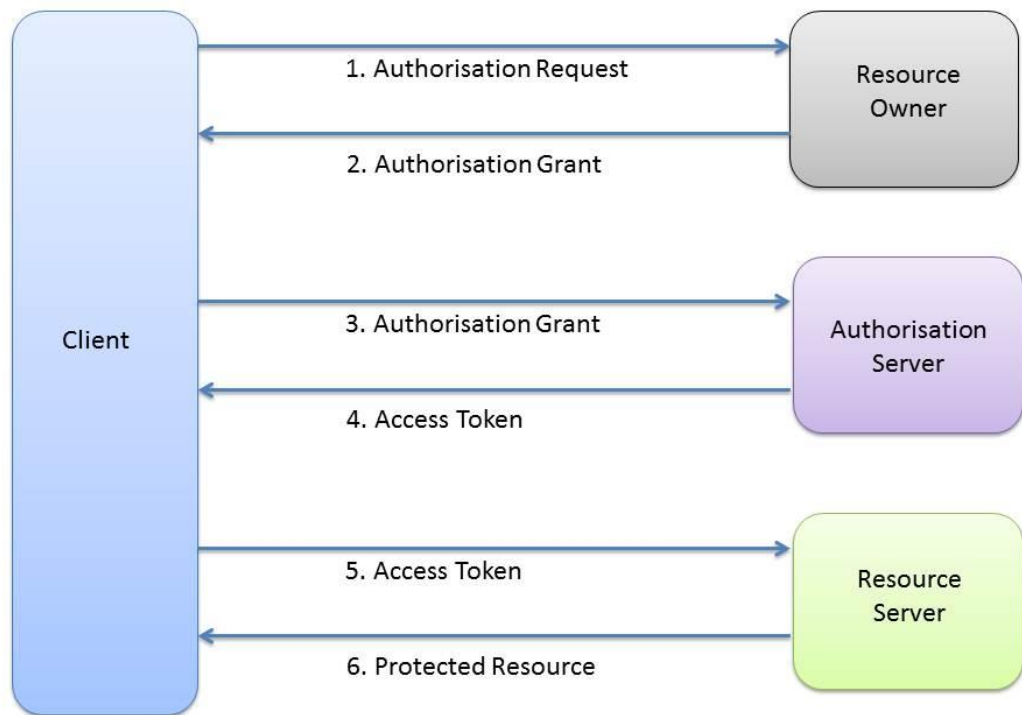 1. Authorisation Request
Resource
Owner
2. Authorisation Grant
Client
3. Authorisation Grant
Authorisation
Server
4. Access Token
5. Access Token
Resource
Server
6. Protected Resource